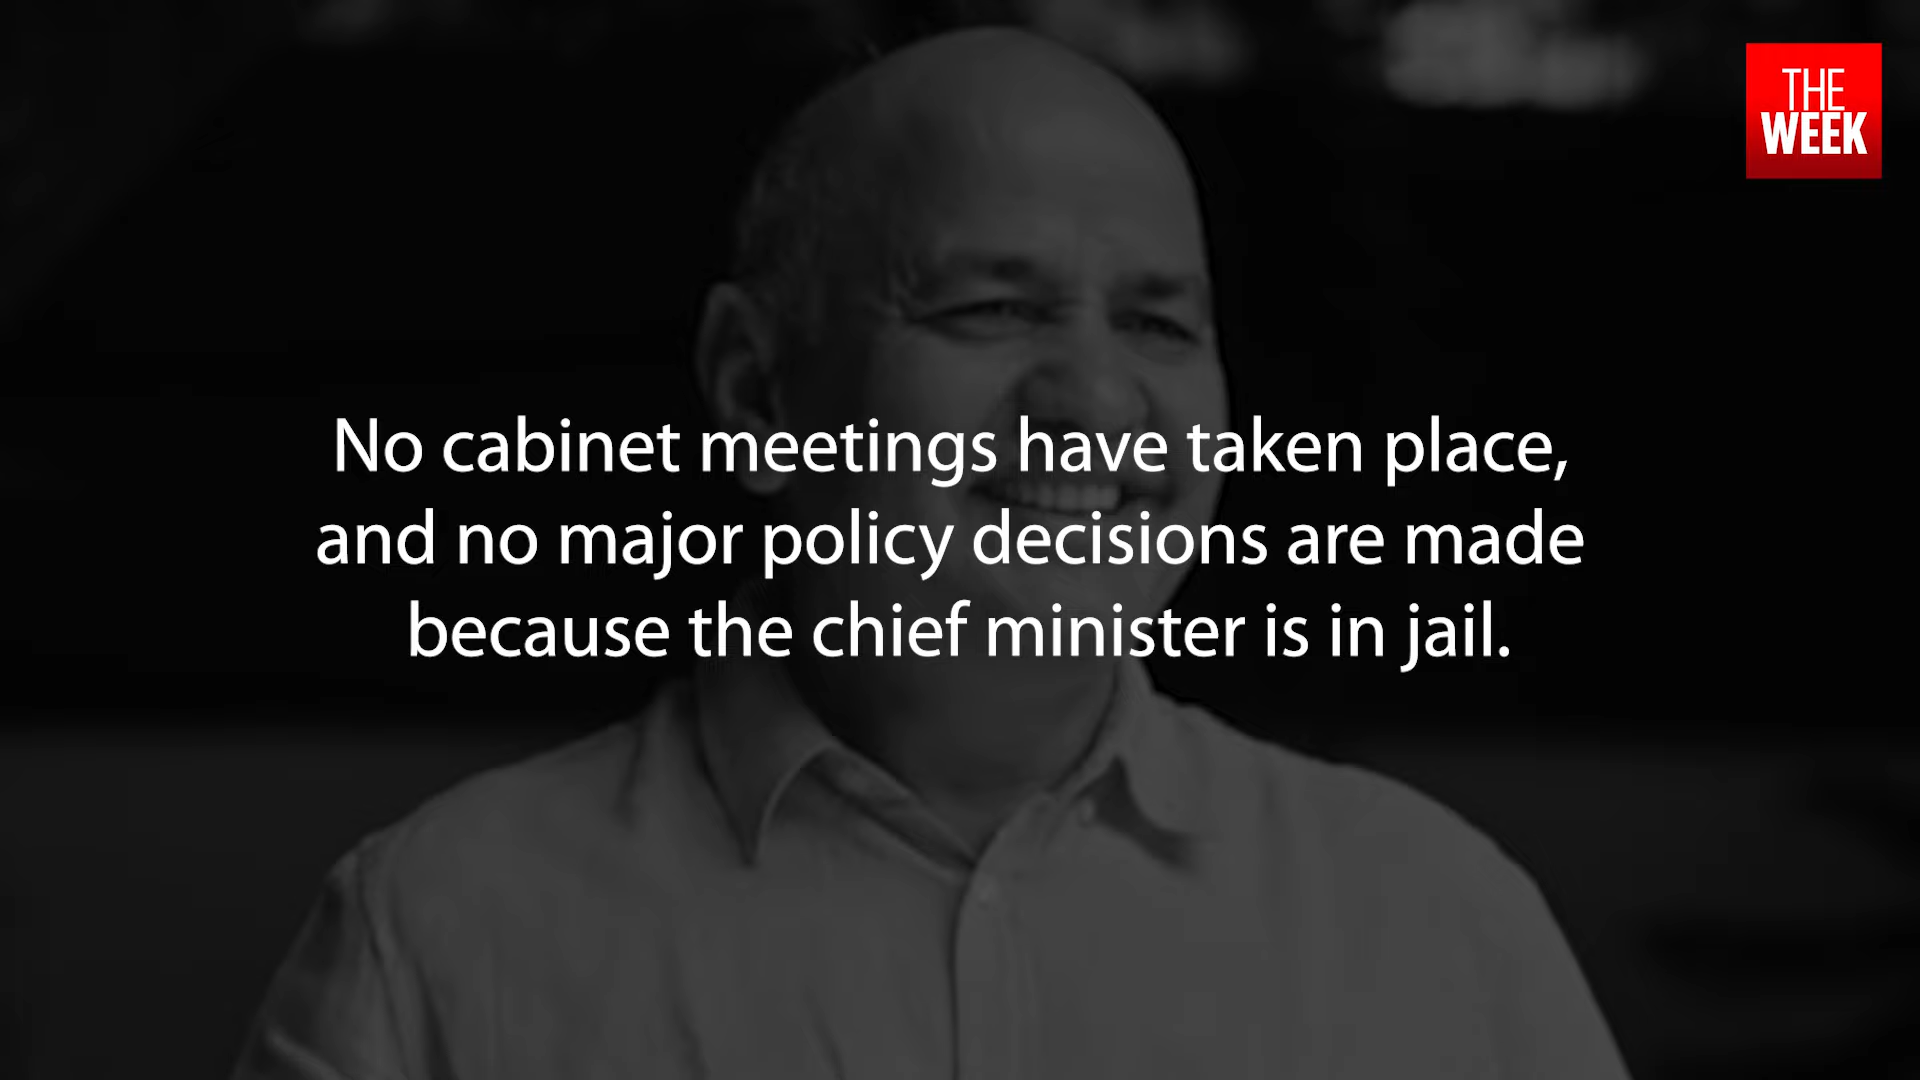 THE
WEEK
No cabinet meetings have taken place,
and no major policy decisions are made
because the chief minister is in jail.